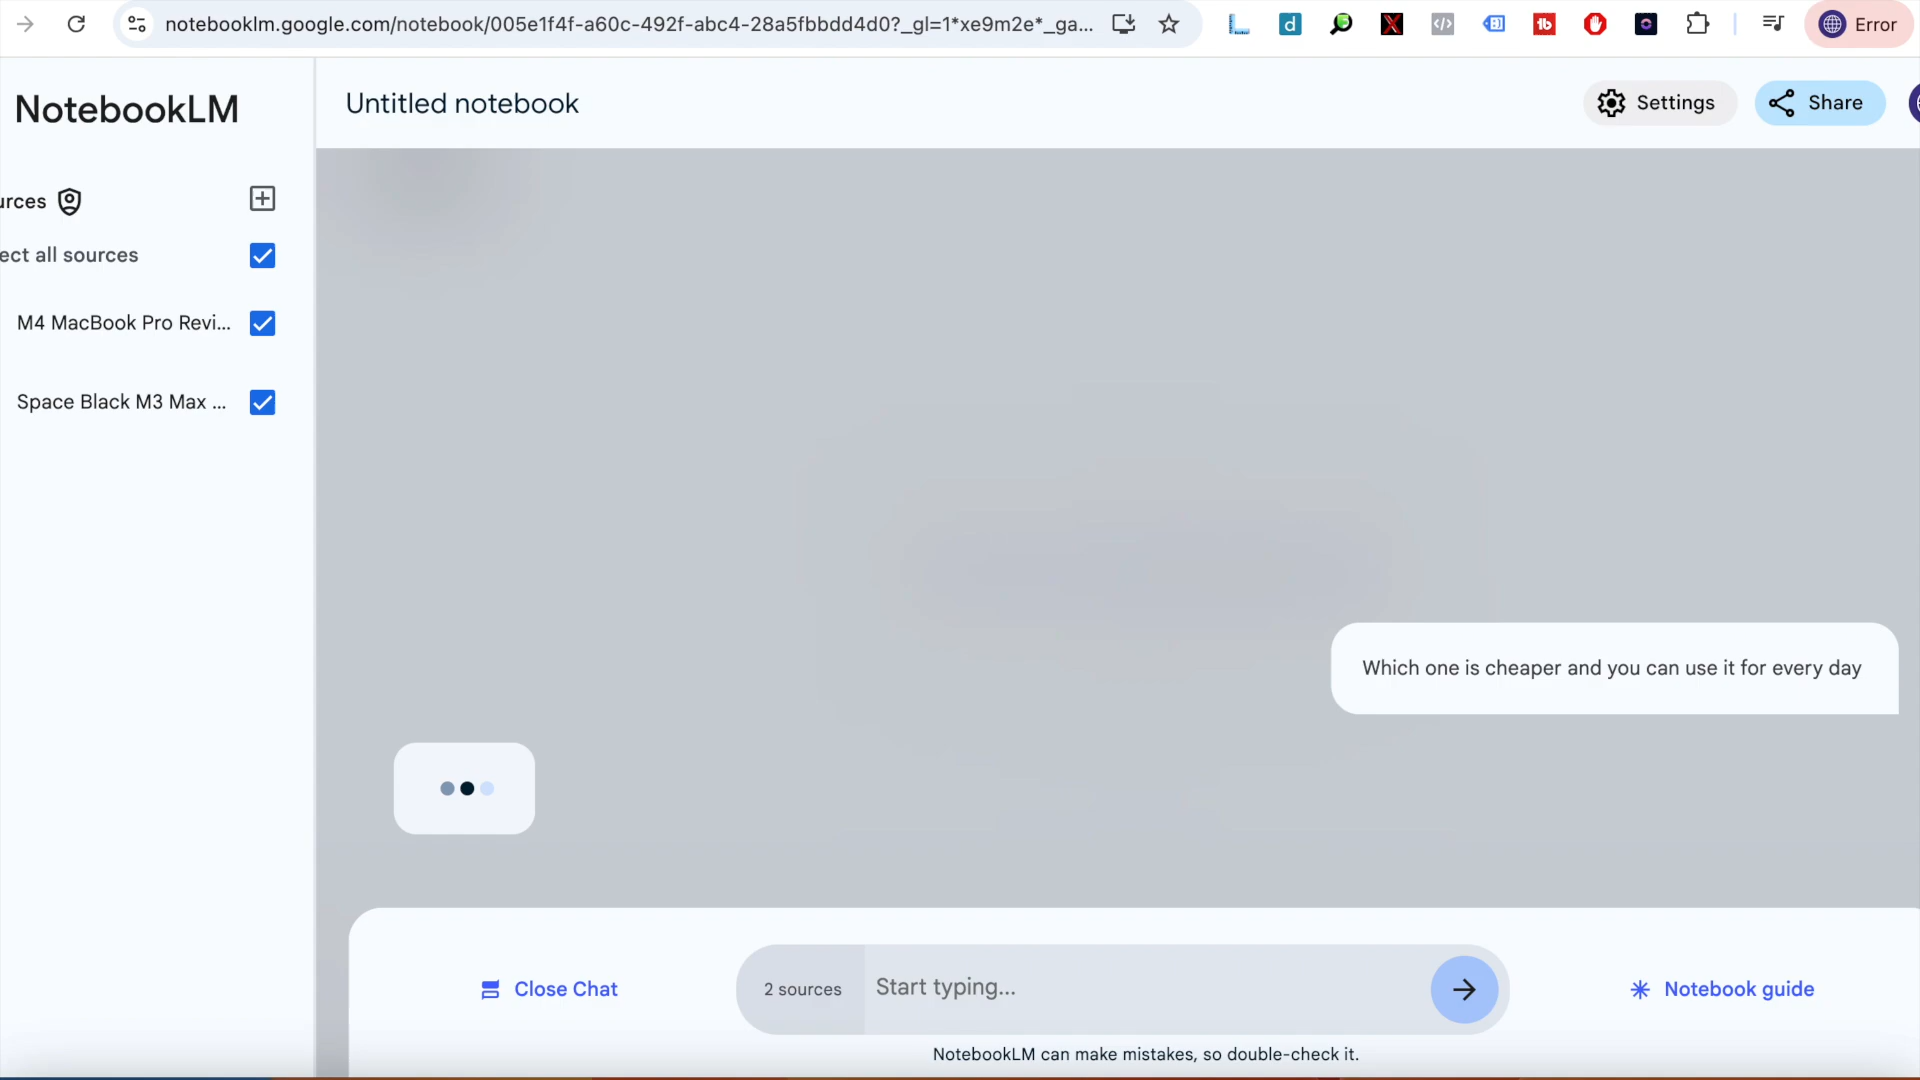 notebooklm.google.com/notebook/005e1f4f-a60c-492f-abc4-28a5fbbdd4d0?_gl=1*xe9m2e*_ga...
d
tb
Error
NotebookLM
Untitled notebook
Settings
Share
urces
ect all sources
M4 MacBook Pro Revi...
Space Black M3 Max ...
Which one is cheaper and you can use it for every day
Close Chat
2 sources
Start typing...
Notebook guide
NotebookLM can make mistakes, so double-check it.